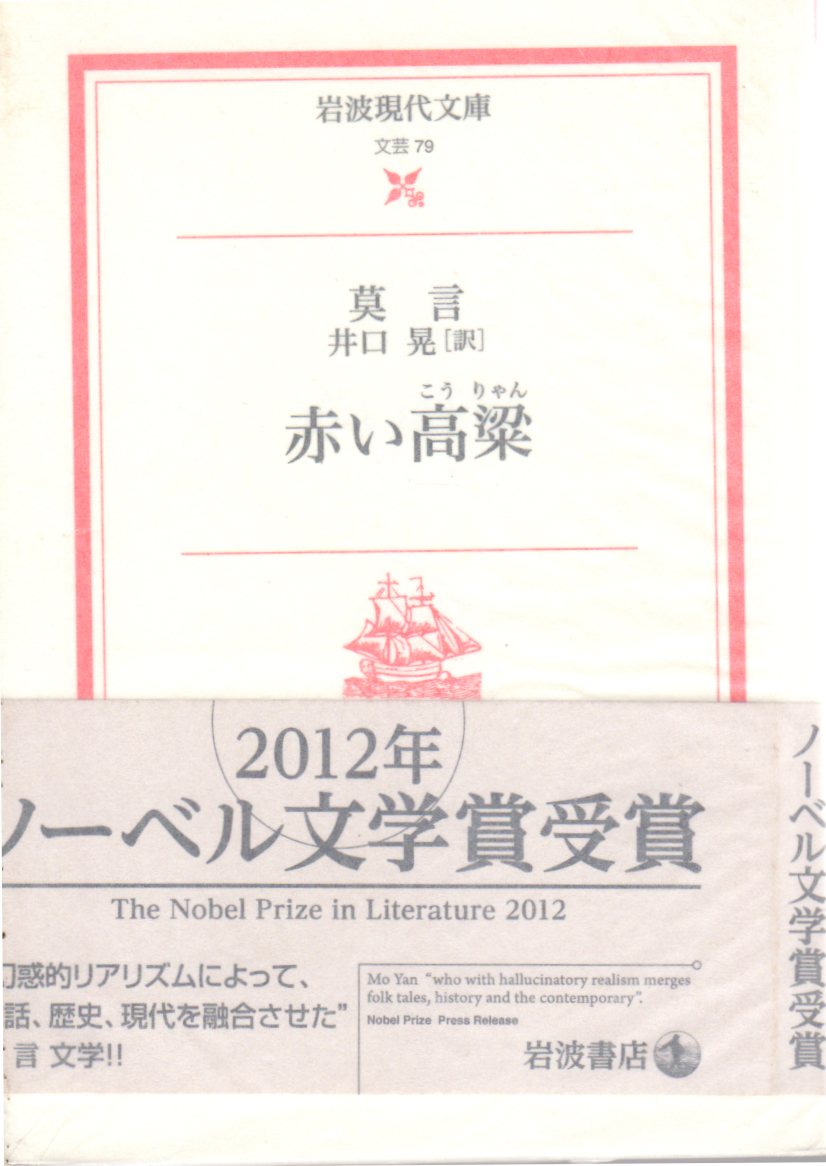 岩波現代文庫
文芸 79
莫 言
井口 晃[訳]
こう りゃん
赤い高粱
2012年
ノーベル文学賞受賞
The Nobel Prize in Literature 2012
惑的リアリズムによって、
話、歴史、現代を融合させた”
言 文学!!
Mo Yan “who with hallucinatory realism merges
folk tales, history and the contemporary”.
Nobel Prize Press Release
岩波書店
ノーベル文学賞受賞